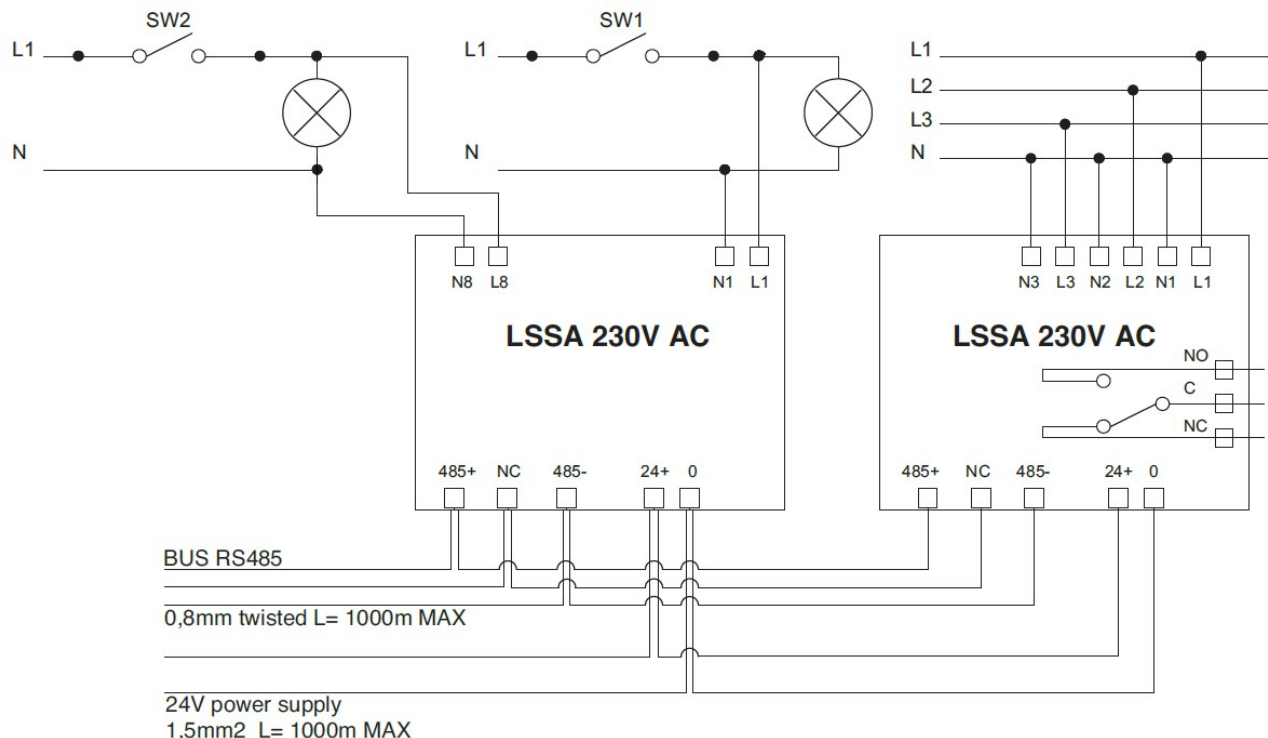 SW2
SW1
L1
L1
L1
L2
L3
N
N
N
N8 L8
N1 L1
N3 L3 N2 L2 N1 L1
LSSA 230V AC
LSSA 230V AC
NO
C
NC
485+ NC 485- 24+ 0
485+ NC 485- 24+ 0
BUS RS485
0,8mm twisted L= 1000m MAX
24V power supply
1.5mm2 L= 1000m MAX